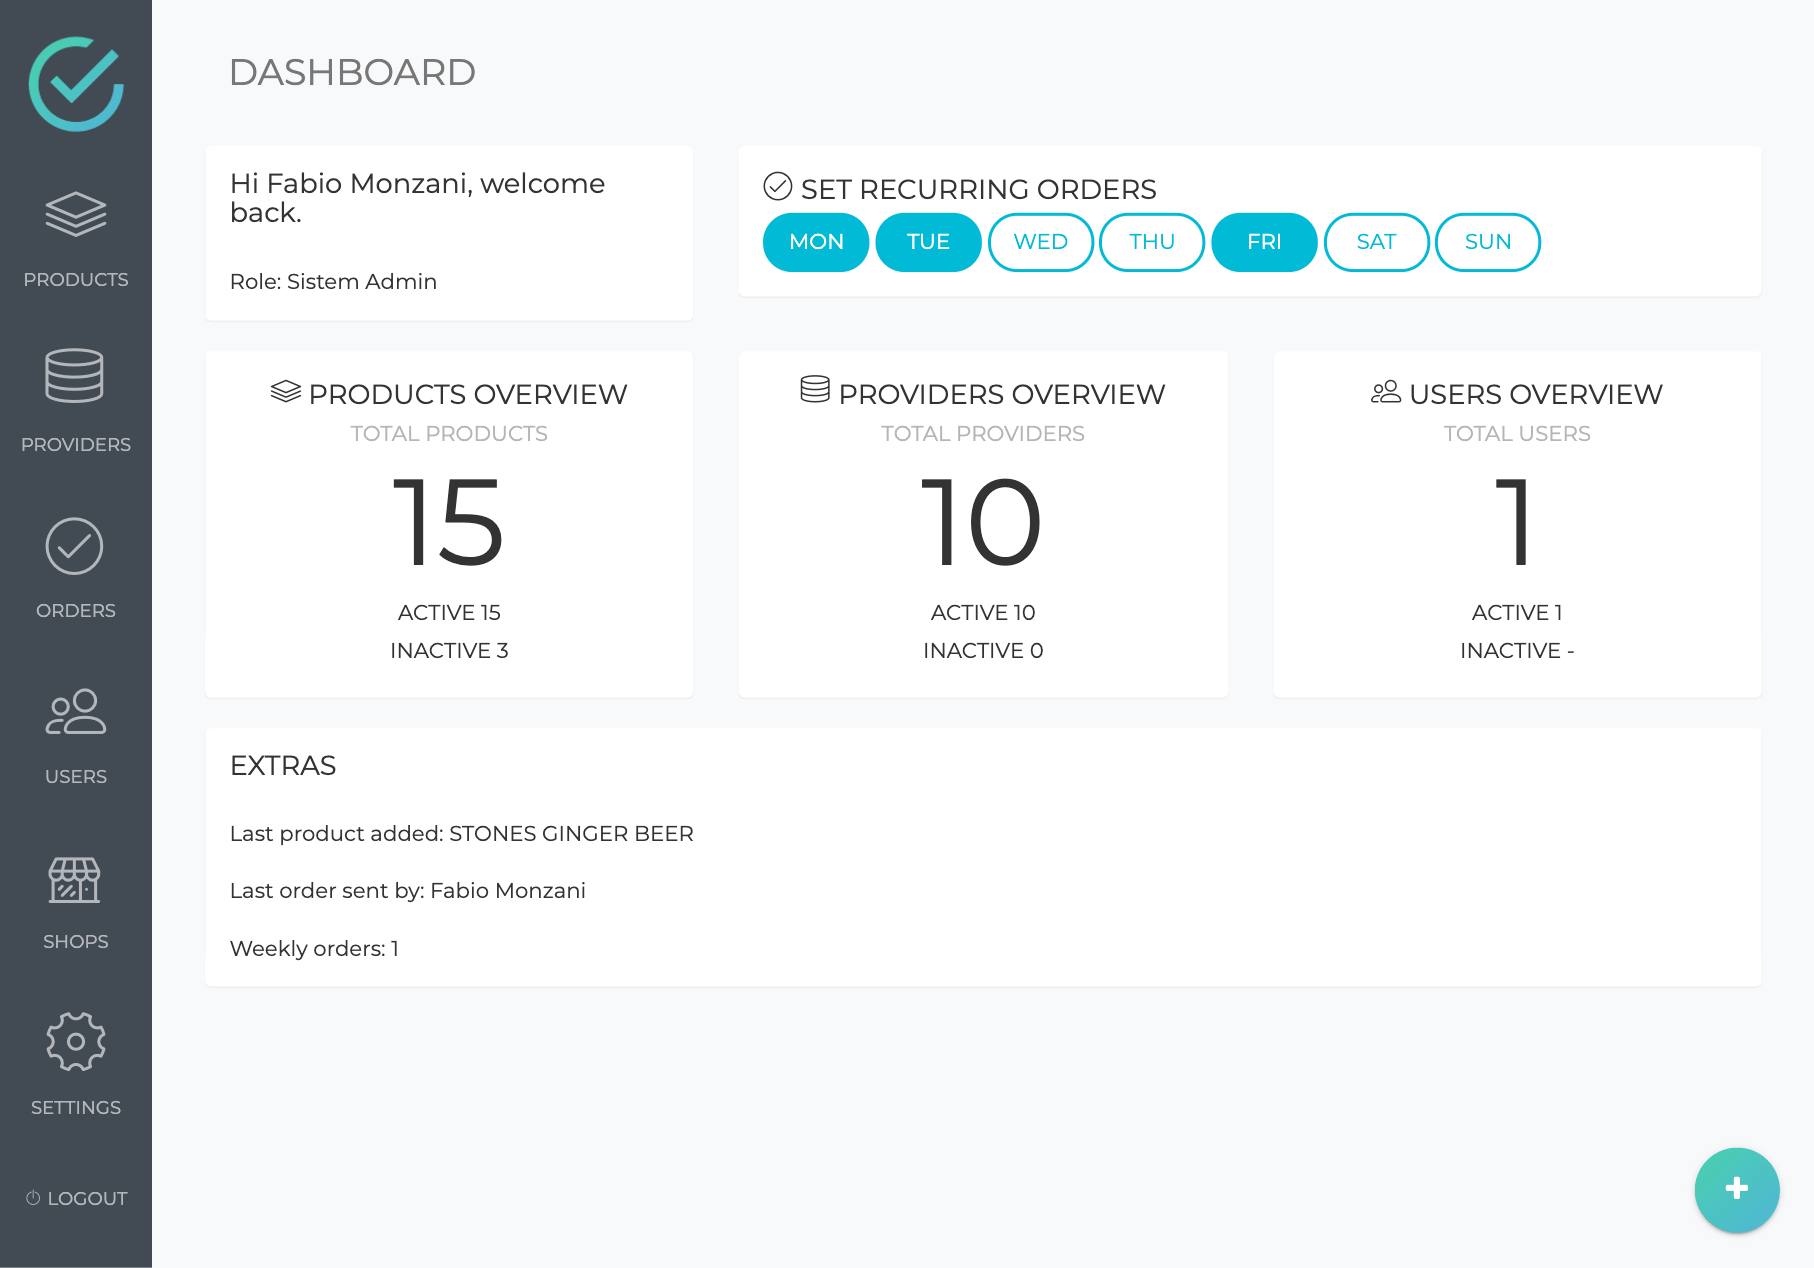 DASHBOARD
Hi Fabio Monzani, welcome
back.
Role: Sistem Admin
SET RECURRING ORDERS
MON TUE WED THU FRI SAT SUN
PRODUCTS
PROVIDERS
ORDERS
USERS
SHOPS
SETTINGS
LOGOUT
PRODUCTS OVERVIEW
TOTAL PRODUCTS
15
ACTIVE 15
INACTIVE 3
PROVIDERS OVERVIEW
TOTAL PROVIDERS
10
ACTIVE 10
INACTIVE 0
USERS OVERVIEW
TOTAL USERS
1
ACTIVE 1
INACTIVE -
EXTRAS
Last product added: STONES GINGER BEER
Last order sent by: Fabio Monzani
Weekly orders: 1